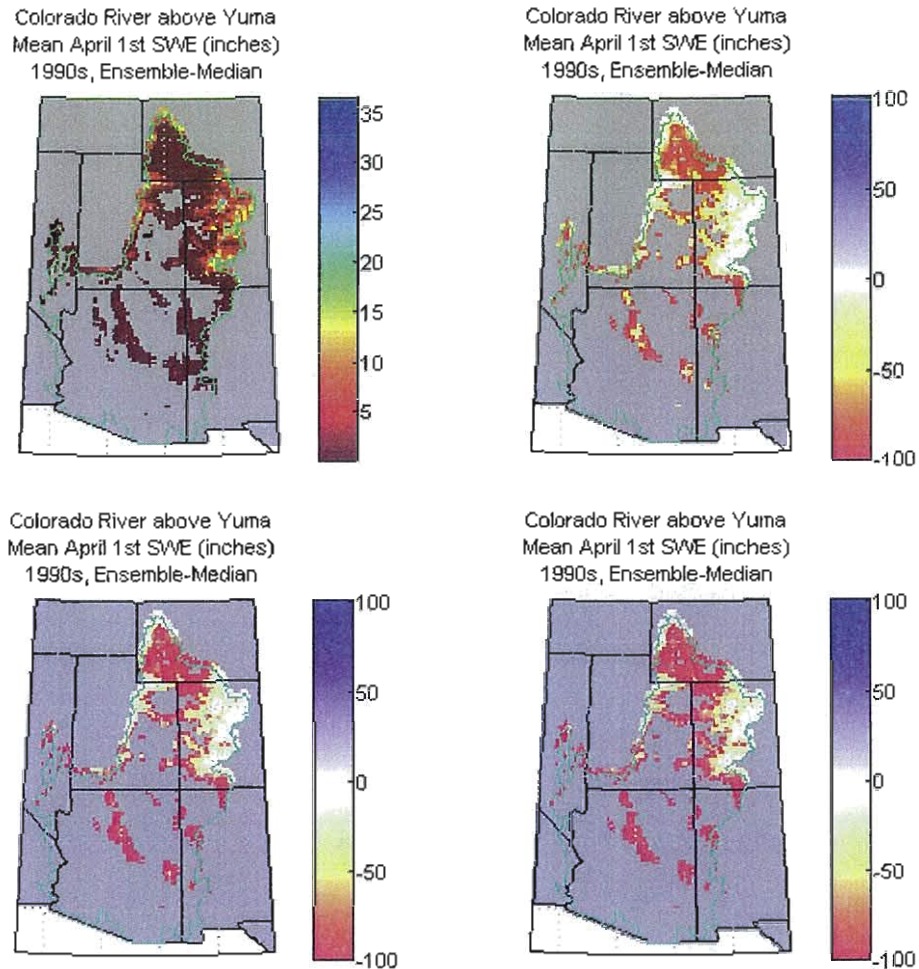 Colorado River above Yuma
Mean April 1st SWE (inches)
1990s, Ensemble-Median
35
30
25
20
15
10
5
Colorado River above Yuma
Mean April 1st SWE (inches)
1990s, Ensemble-Median
100
50
0
-50
-100
Colorado River above Yuma
Mean April 1st SWE (inches)
1990s, Ensemble-Median
100
50
0
-50
-100
Colorado River above Yuma
Mean April 1st SWE (inches)
1990s, Ensemble-Median
100
50
0
-50
-100